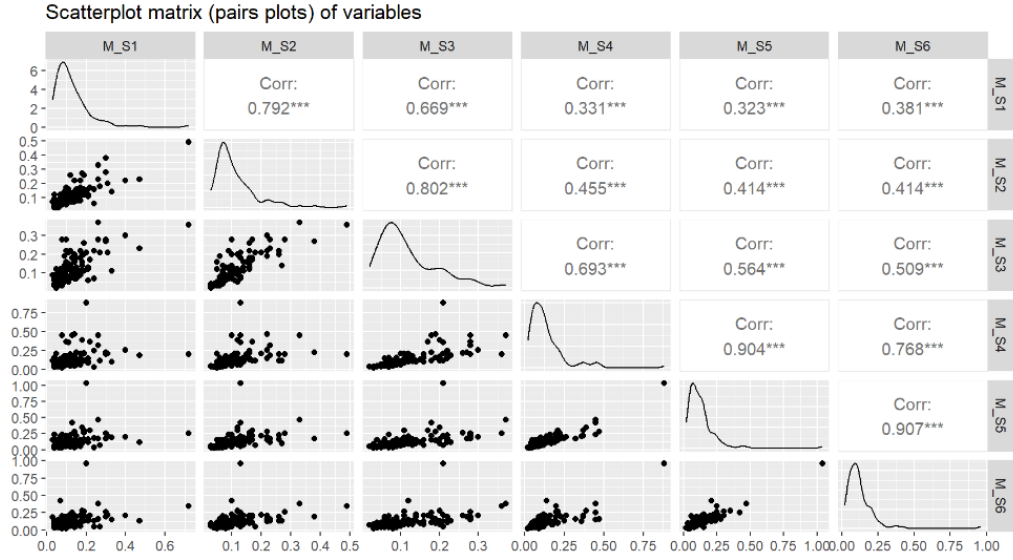 Scatterplot matrix (pairs plots) of variables
M_S1 M_S2 M_S3 M_S4 M_S5 M_S6
6 -
4 -
2 -
0 -
Corr:
0.792***
Corr:
0.669***
Corr:
0.331***
Corr:
0.323***
Corr:
0.381***
M_S1
0.5 -
0.4 -
0.3 -
0.2 -
0.1 -
Corr:
0.802***
Corr:
0.455***
Corr:
0.414***
Corr:
0.414***
M_S2
0.3 -
0.2 -
0.1 -
Corr:
0.693***
Corr:
0.564***
Corr:
0.509***
M_S3
0.75 -
0.50 -
0.25 -
0.00 -
Corr:
0.904***
Corr:
0.768***
M_S4
1.00 -
0.75 -
0.50 -
0.25 -
0.00 -
Corr:
0.907***
M_S5
1.00 -
0.75 -
0.50 -
0.25 -
0.00 -
M_S6
0.0 0.2 0.4 0.6
0.1 0.2 0.3 0.4 0.5
0.1 0.2 0.3
0.00 0.25 0.50 0.75
0.00 0.25 0.50 0.75 1.00
0.00 0.25 0.50 0.75 1.00